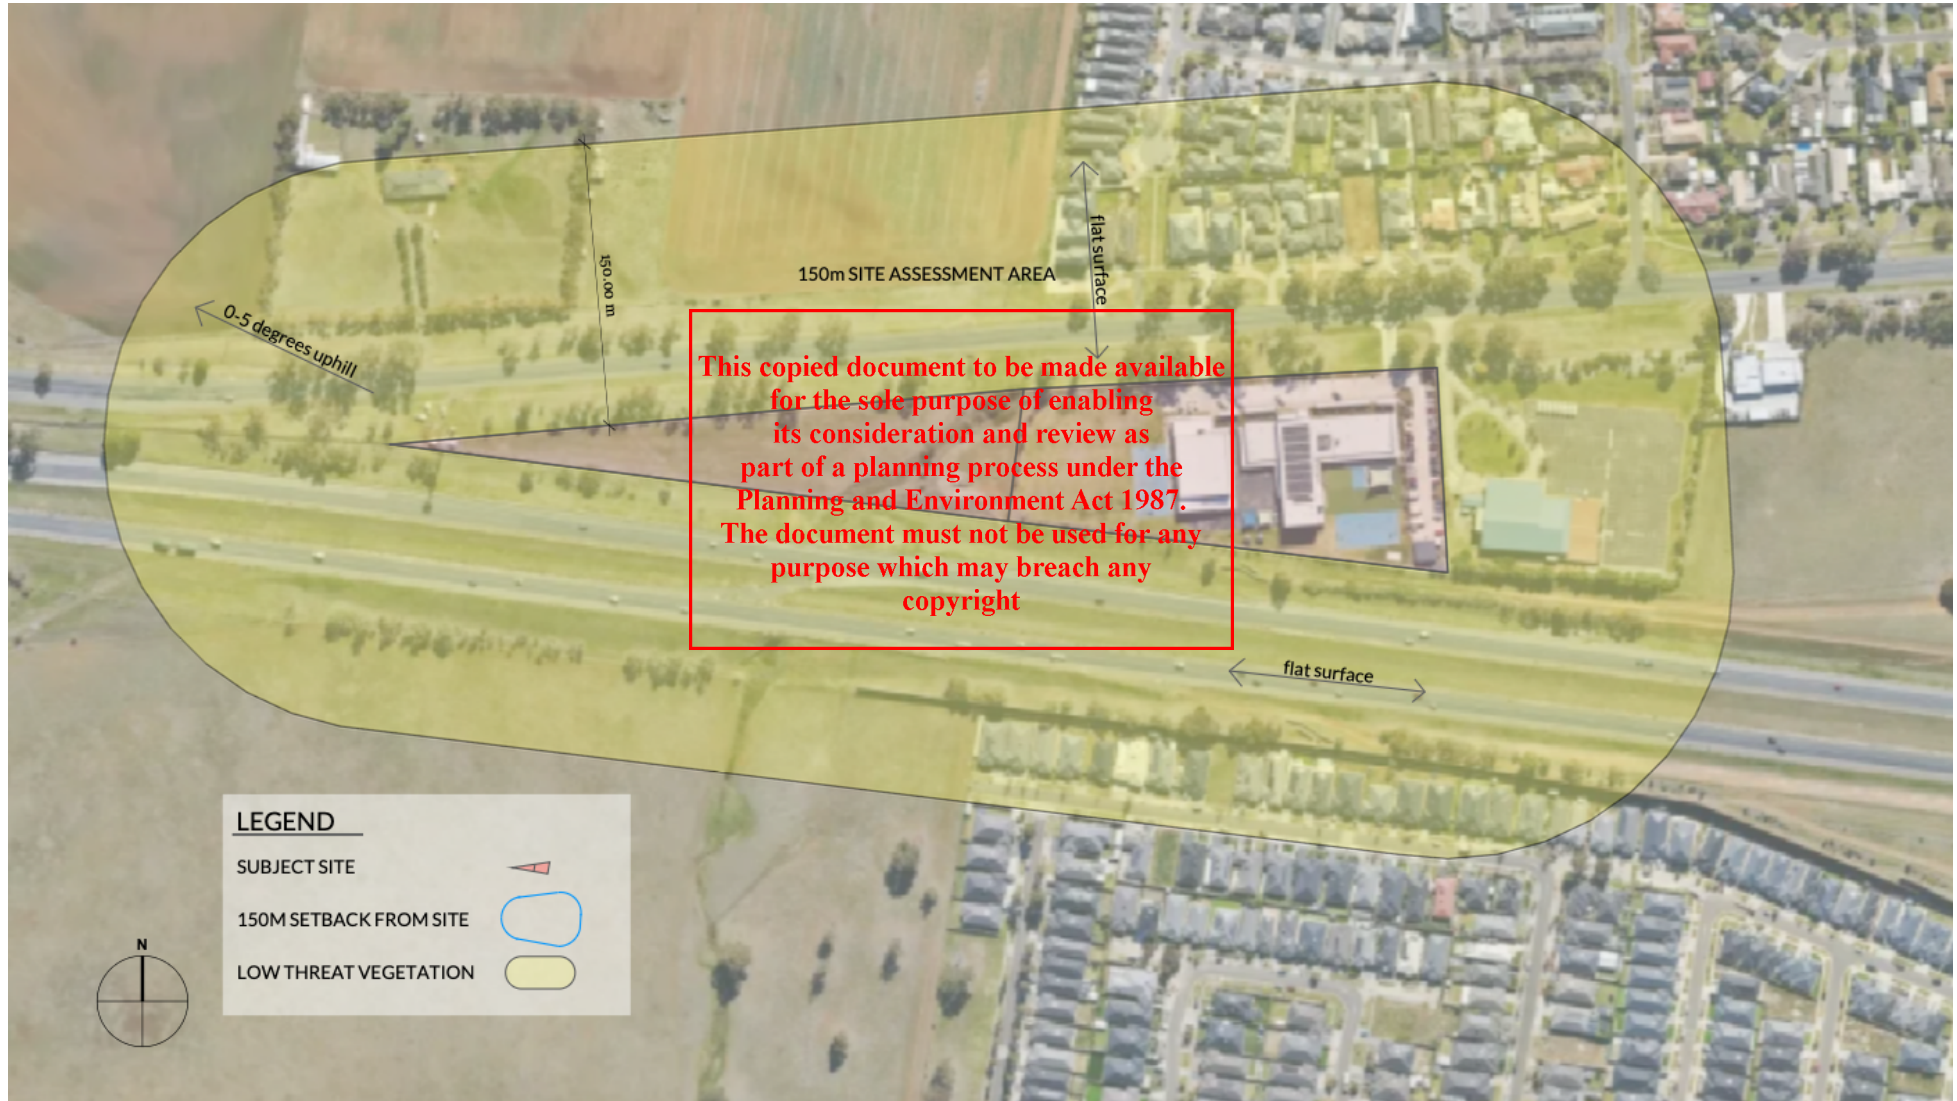 150.00 m
flat surface
150m SITE ASSESSMENT AREA
0-5 degrees uphill
This copied document to be made available
for the sole purpose of enabling
its consideration and review as
part of a planning process under the
Planning and Environment Act 1987.
The document must not be used for any
purpose which may breach any
copyright
flat surface
LEGEND
SUBJECT SITE
150M SETBACK FROM SITE
LOW THREAT VEGETATION
N